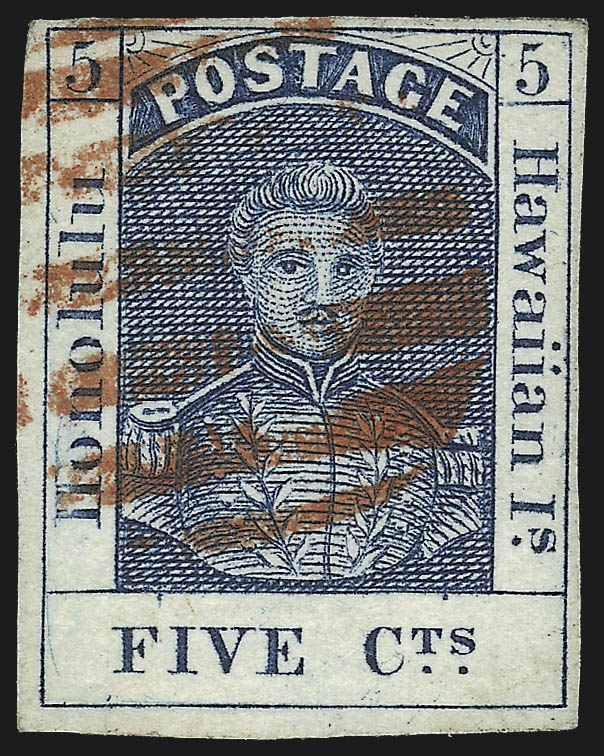 5
POSTAGE
5
Honolulu
Hawaiian Is.
FIVE CTS.